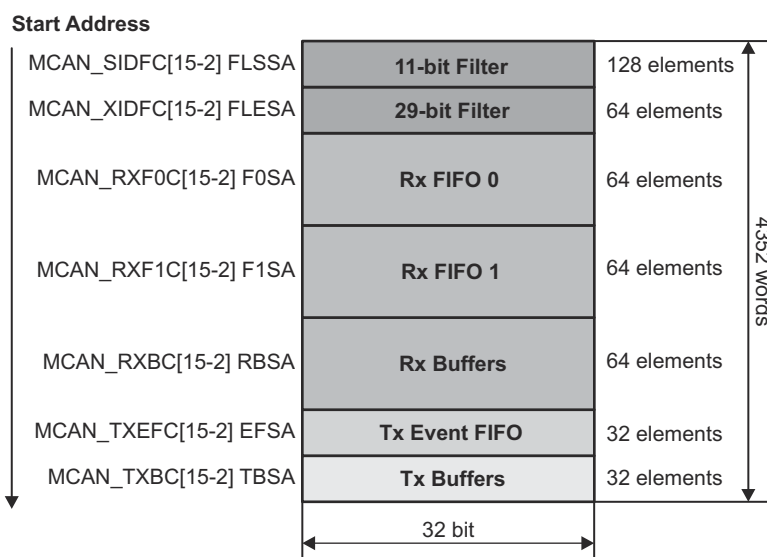 Start Address
MCAN_SIDFC[15-2] FLSSA 11-bit Filter 128 elements
MCAN_XIDFC[15-2] FLESA 29-bit Filter 64 elements
MCAN_RXF0C[15-2] F0SA Rx FIFO 0 64 elements
MCAN_RXF1C[15-2] F1SA Rx FIFO 1 64 elements
MCAN_RXBC[15-2] RBSA Rx Buffers 64 elements
MCAN_TXEFC[15-2] EFSA Tx Event FIFO 32 elements
MCAN_TXBC[15-2] TBSA Tx Buffers 32 elements
4352 words
32 bit